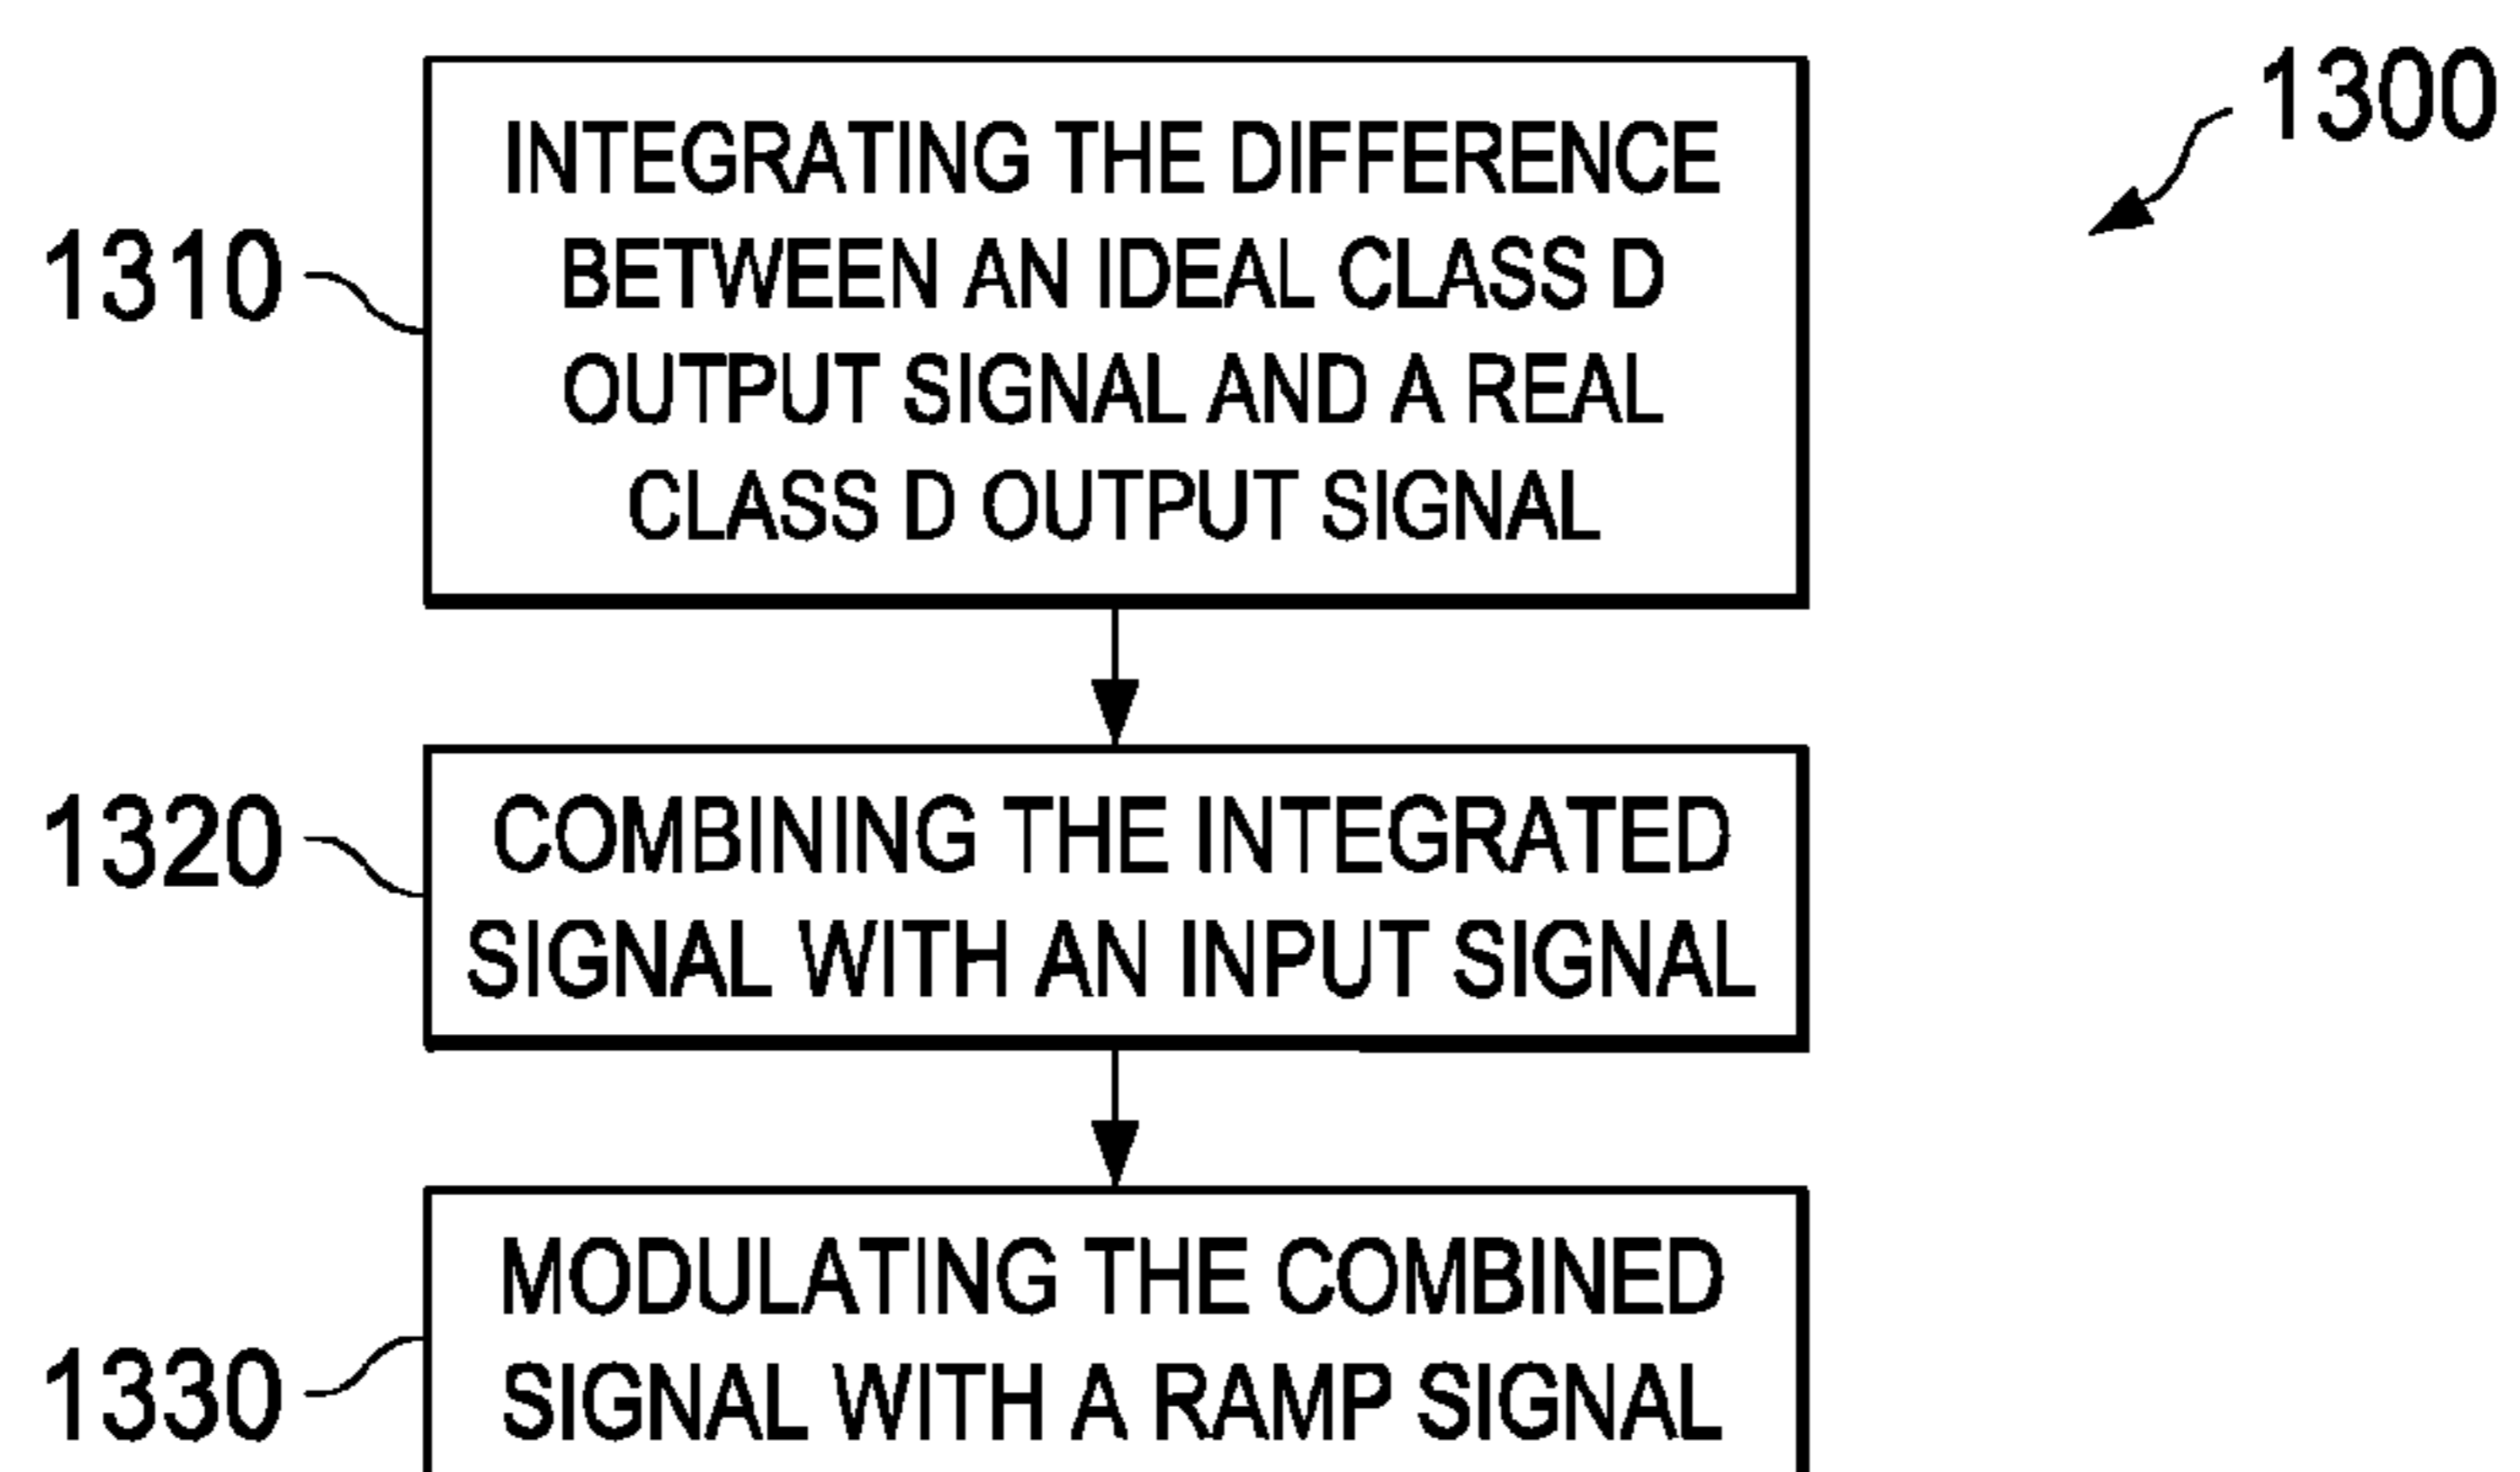 1300
1310
INTEGRATING THE DIFFERENCE
BETWEEN AN IDEAL CLASS D
OUTPUT SIGNAL AND A REAL
CLASS D OUTPUT SIGNAL
1320
COMBINING THE INTEGRATED
SIGNAL WITH AN INPUT SIGNAL
1330
MODULATING THE COMBINED
SIGNAL WITH A RAMP SIGNAL